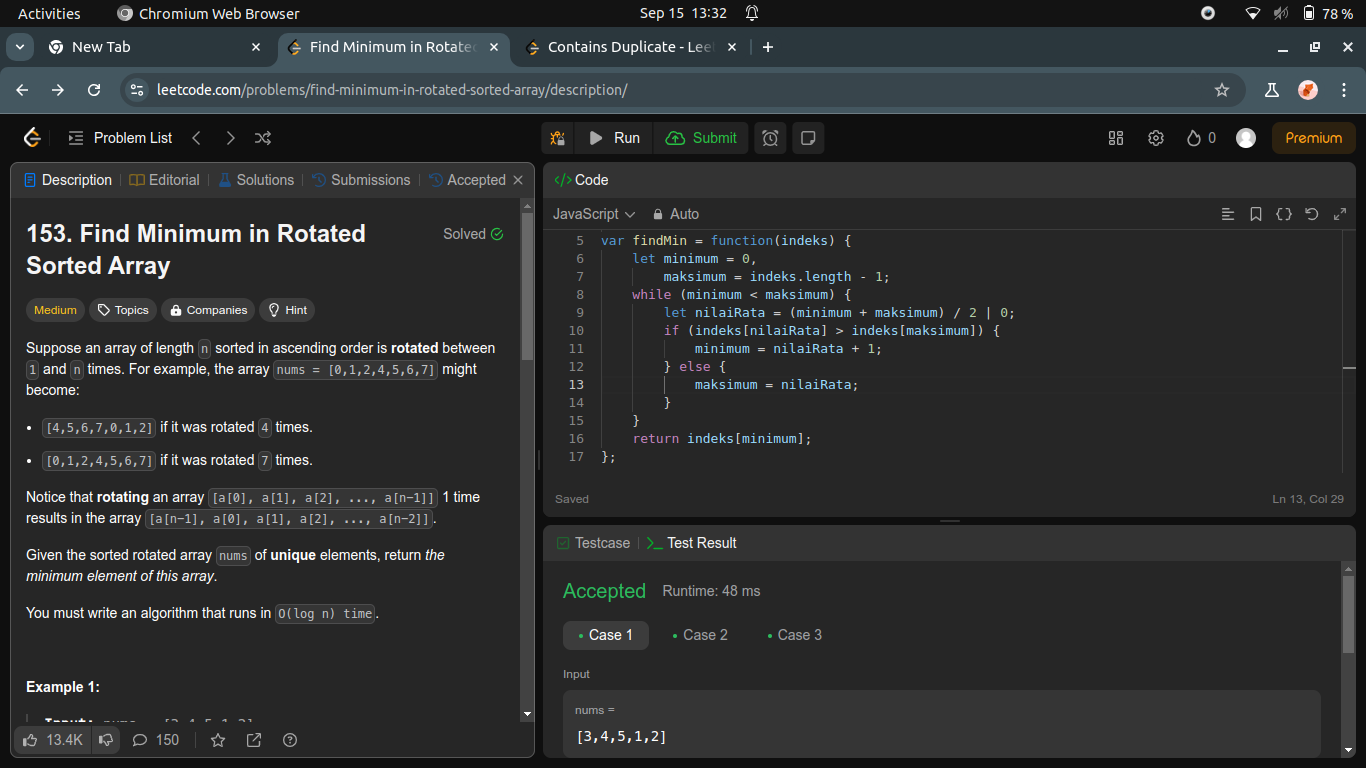 Activities
Chromium Web Browser
Sep 15 13:32
78 %
New Tab
Find Minimum in Rotate
Contains Duplicate - Lee
leetcode.com/problems/find-minimum-in-rotated-sorted-array/description/
Problem List
Run
Submit
0
Premium
Description | Editorial | Solutions | Submissions | Accepted
153. Find Minimum in Rotated
Sorted Array
Solved
Medium
Topics
Companies
Hint
Suppose an array of length n sorted in ascending order is rotated between
1 and n times. For example, the array nums = [0,1,2,4,5,6,7] might
become:
• [4,5,6,7,0,1,2] if it was rotated 4 times.
• [0,1,2,4,5,6,7] if it was rotated 7 times.
Notice that rotating an array [a[0], a[1], a[2], ..., a[n-1]] 1 time
results in the array [a[n-1], a[0], a[1], a[2], ..., a[n-2]].
Given the sorted rotated array nums of unique elements, return the
minimum element of this array.
You must write an algorithm that runs in O(log n) time.
Example 1:
13.4K
150
</> Code
JavaScript
Auto
5 var findMin = function(indeks) {
6 let minimum = 0,
7 maksimum = indeks.length - 1;
8 while (minimum < maksimum) {
9 let nilaiRata = (minimum + maksimum) / 2 | 0;
10 if (indeks[nilaiRata] > indeks[maksimum]) {
11 minimum = nilaiRata + 1;
12 } else {
13 maksimum = nilaiRata;
14 }
15 }
16 return indeks[minimum];
17 };
Saved
Ln 13, Col 29
Testcase | >_ Test Result
Accepted
Runtime: 48 ms
• Case 1
• Case 2
• Case 3
Input
nums =
[3,4,5,1,2]